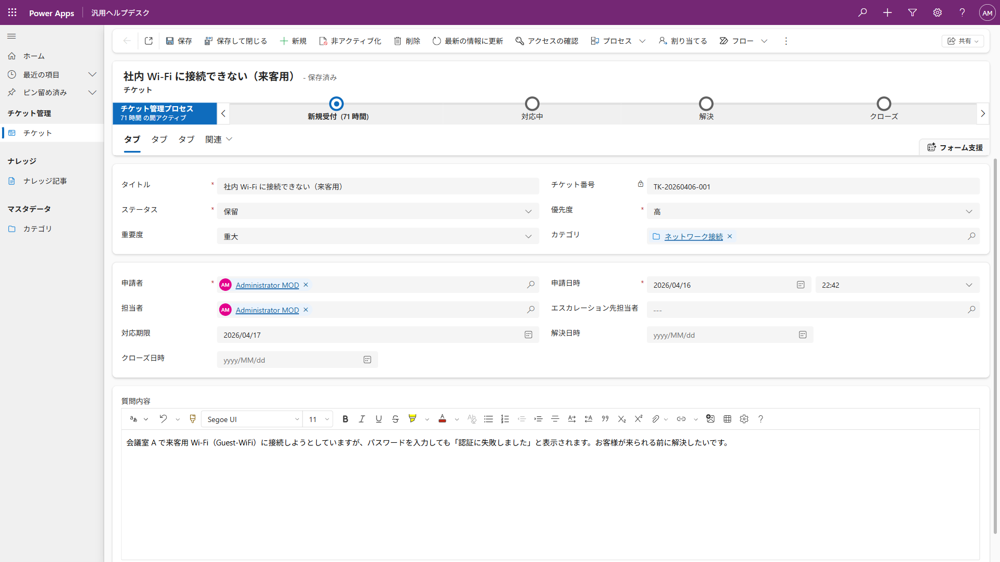 Power Apps 汎用ヘルプデスク AM
保存 保存して閉じる 新規 非アクティブ化 削除 最新の情報に更新 アクセスの確認 プロセス 割り当てる フロー 共有
ホーム
最近の項目
ピン留め済み
チケット管理
チケット
ナレッジ
ナレッジ記事
マスタデータ
カテゴリ
社内 Wi-Fi に接続できない（来客用） - 保存済み
チケット
チケット管理プロセス
71 時間 の間アクティブ
新規受付 (71 時間) 対応中 解決 クローズ
タブ タブ タブ 関連
フォーム支援
タイトル * 社内 Wi-Fi に接続できない（来客用） チケット番号 TK-20260406-001
ステータス * 保留 優先度 * 高
重要度 重大 カテゴリ ネットワーク接続
申請者 * AM Administrator MOD 申請日時 * 2026/04/16 22:42
担当者 AM Administrator MOD エスカレーション先担当者 ---
対応期限 2026/04/17 解決日時 yyyy/MM/dd
クローズ日時 yyyy/MM/dd
質問内容
Segoe UI 11
会議室 A で来客用 Wi-Fi（Guest-WiFi）に接続しようとしていますが、パスワードを入力しても「認証に失敗しました」と表示されます。お客様が来られる前に解決したいです。